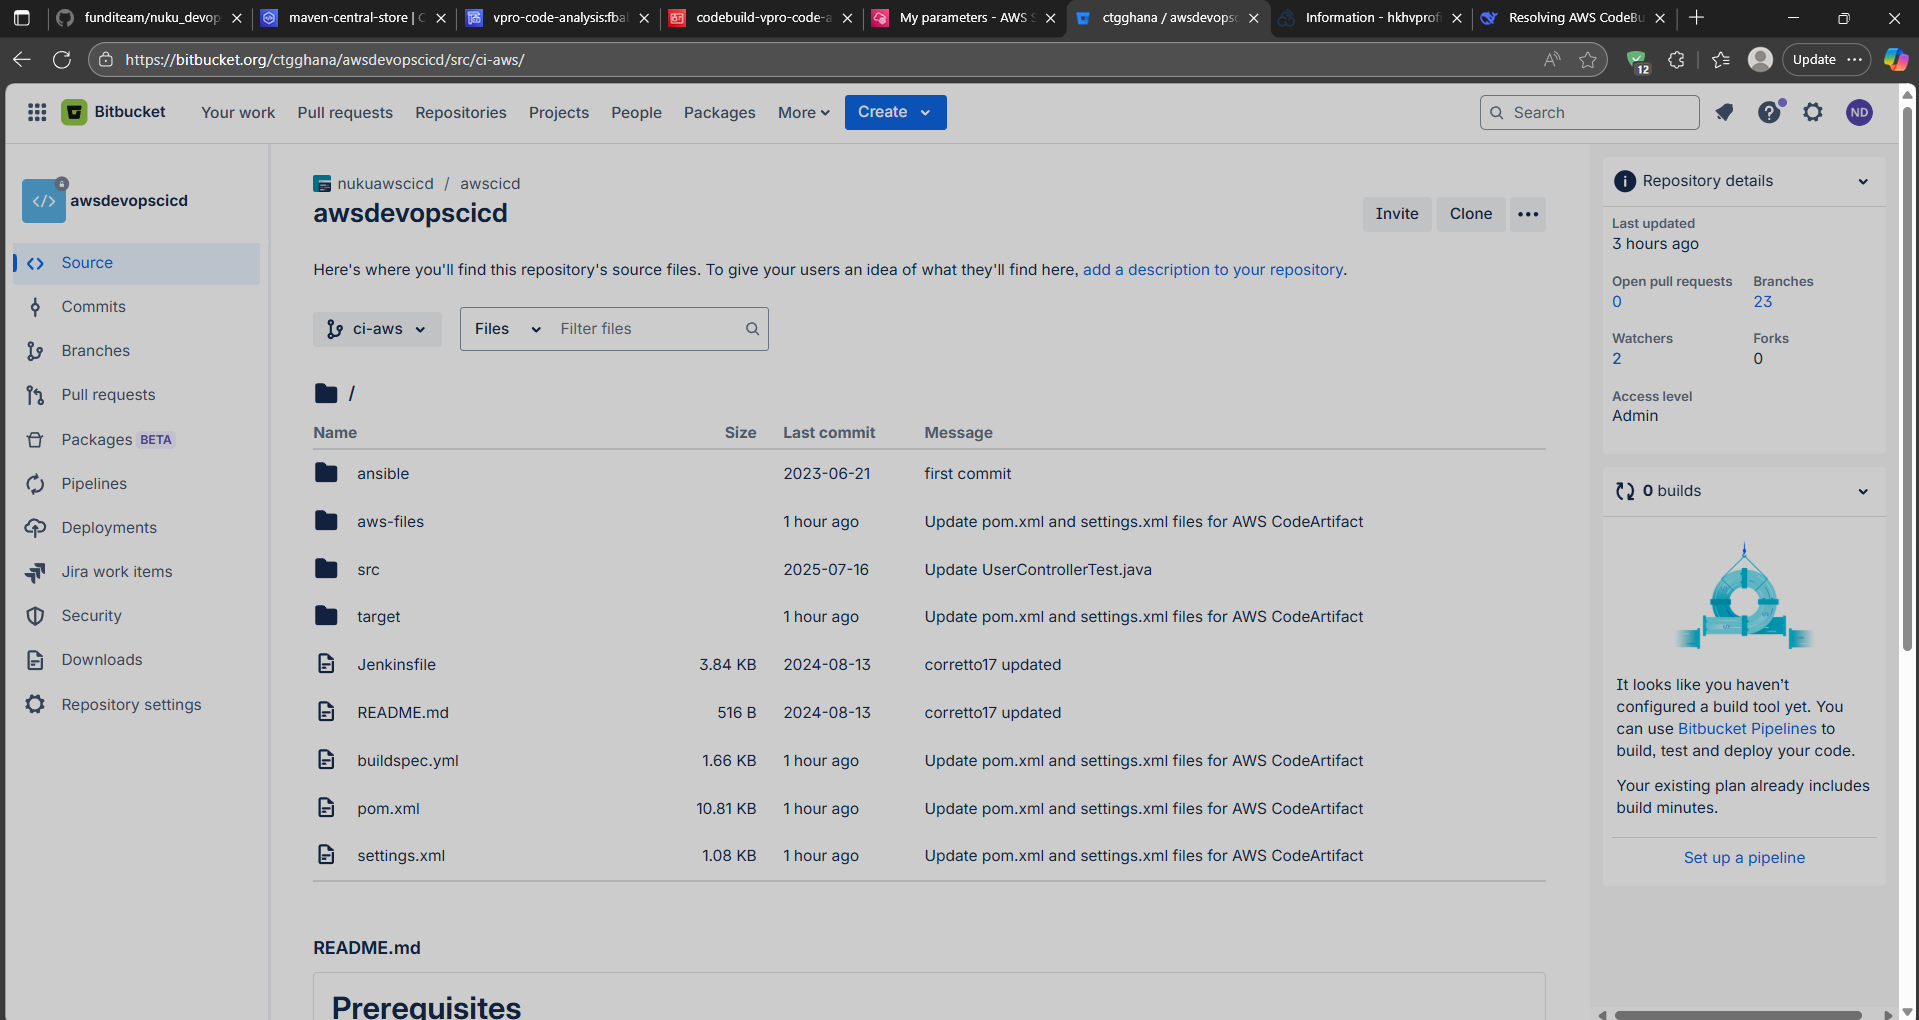 funditeam/nuku_devop
maven-central-store | C
vpro-code-analysis:fba
codebuild-vpro-code-a
My parameters - AWS S
ctgghana / awsdevopsc
Information - hkhvprof
Resolving AWS CodeBu
https://bitbucket.org/ctgghana/awsdevopscicd/src/ci-aws/
12
Update
Bitbucket
Your work
Pull requests
Repositories
Projects
People
Packages
More
Create
Search
ND
awsdevopscicd
Source
Commits
Branches
Pull requests
Packages BETA
Pipelines
Deployments
Jira work items
Security
Downloads
Repository settings
nukuawscicd / awscicd
awsdevopscicd
Invite
Clone
Here's where you'll find this repository's source files. To give your users an idea of what they'll find here, add a description to your repository.
ci-aws
Files
Filter files
/
Name Size Last commit Message
ansible 2023-06-21 first commit
aws-files 1 hour ago Update pom.xml and settings.xml files for AWS CodeArtifact
src 2025-07-16 Update UserControllerTest.java
target 1 hour ago Update pom.xml and settings.xml files for AWS CodeArtifact
Jenkinsfile 3.84 KB 2024-08-13 corretto17 updated
README.md 516 B 2024-08-13 corretto17 updated
buildspec.yml 1.66 KB 1 hour ago Update pom.xml and settings.xml files for AWS CodeArtifact
pom.xml 10.81 KB 1 hour ago Update pom.xml and settings.xml files for AWS CodeArtifact
settings.xml 1.08 KB 1 hour ago Update pom.xml and settings.xml files for AWS CodeArtifact
README.md
Prerequisites
Repository details
Last updated
3 hours ago
Open pull requests Branches
0 23
Watchers Forks
2 0
Access level
Admin
0 builds
It looks like you haven't
configured a build tool yet. You
can use Bitbucket Pipelines to
build, test and deploy your code.
Your existing plan already includes
build minutes.
Set up a pipeline